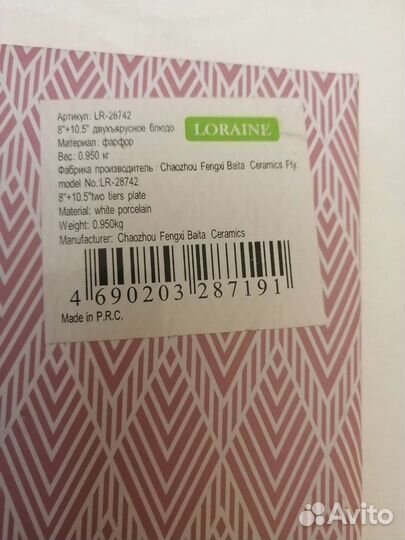 Артикул: LR-28742
8"+10.5" двухъярусное блюдо
LORAINE
Материал: фарфор
Вес: 0.950 кг
Фабрика производитель: Chaozhou Fengxi Baita Ceramics Fty.
model No.:LR-28742
8"+10.5"two tiers plate
Material: white porcelain
Weight: 0.950kg
Manufacturer: Chaozhou Fengxi Baita Ceramics
4 690203 287191
Made in P.R.C.
Avito